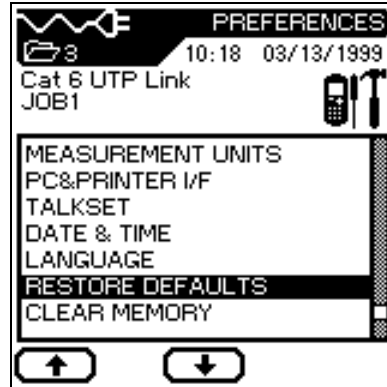 PREFERENCES
3 10:18 03/13/1999
Cat 6 UTP Link
JOB1
MEASUREMENT UNITS
PC&PRINTER I/F
TALKSET
DATE & TIME
LANGUAGE
RESTORE DEFAULTS
CLEAR MEMORY